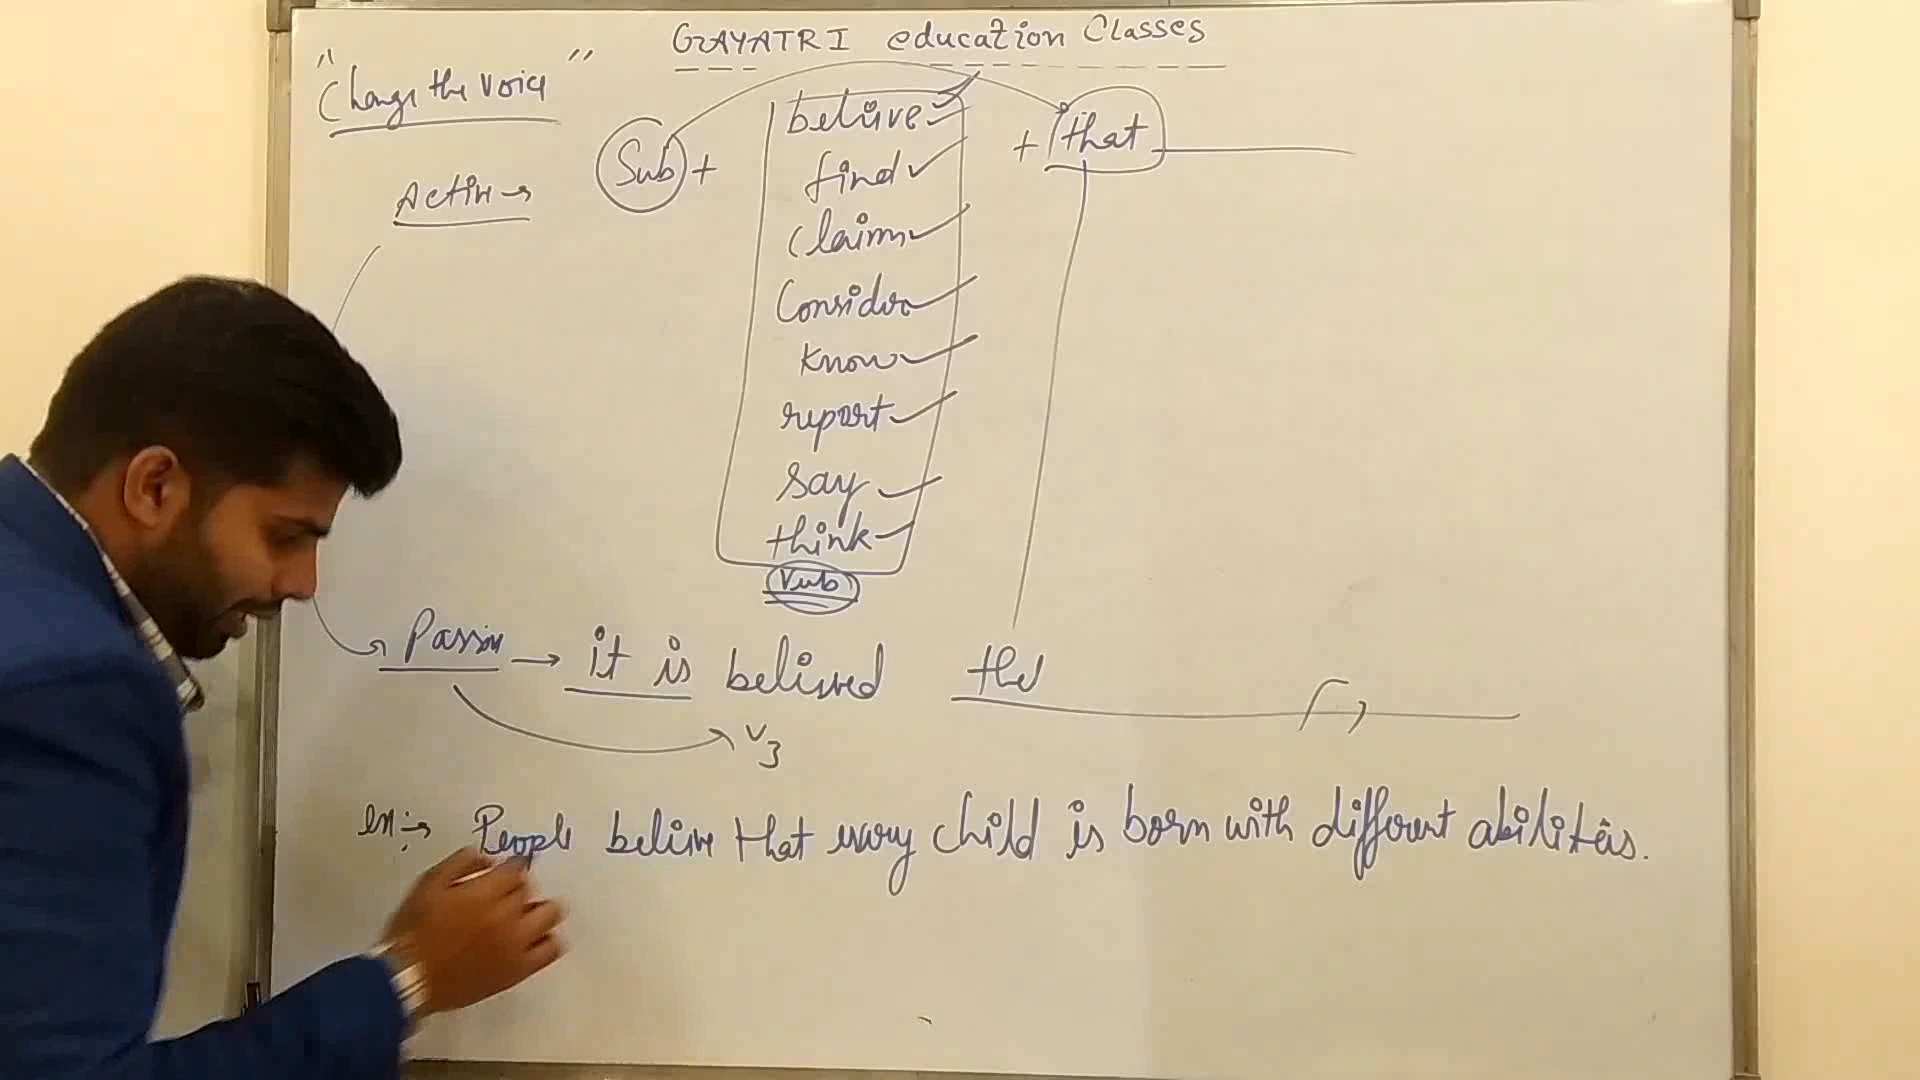 GAYATRI education Classes
"Change the Voice"
Active → Sub + believe + that
find
claim
Consider
know
report
say
think
Verb
Passive → it is believed that
V3
ex:→ People believe that every child is born with different abilities.